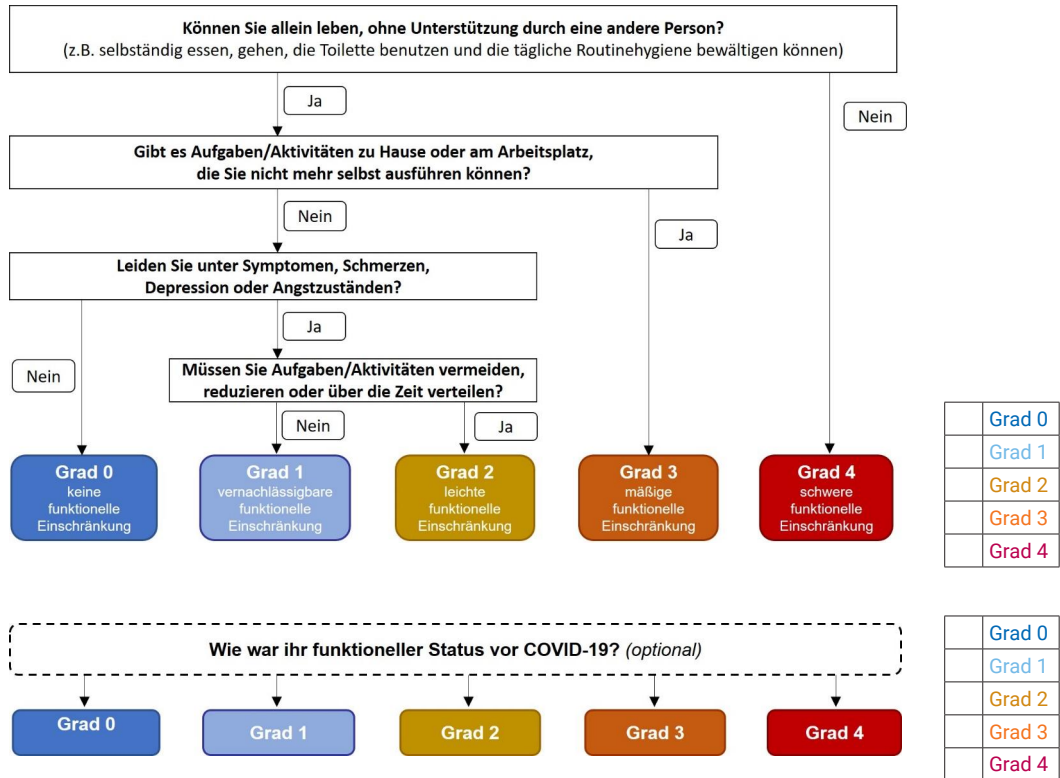 Können Sie allein leben, ohne Unterstützung durch eine andere Person?
(z.B. selbständig essen, gehen, die Toilette benutzen und die tägliche Routinehygiene bewältigen können)
Ja
Nein
Gibt es Aufgaben/Aktivitäten zu Hause oder am Arbeitsplatz,
die Sie nicht mehr selbst ausführen können?
Nein
Ja
Leiden Sie unter Symptomen, Schmerzen,
Depression oder Angstzuständen?
Ja
Nein
Müssen Sie Aufgaben/Aktivitäten vermeiden,
reduzieren oder über die Zeit verteilen?
Nein
Ja
Grad 0
keine
funktionelle
Einschränkung
Grad 1
vernachlässigbare
funktionelle
Einschränkung
Grad 2
leichte
funktionelle
Einschränkung
Grad 3
mäßige
funktionelle
Einschränkung
Grad 4
schwere
funktionelle
Einschränkung
Grad 0
Grad 1
Grad 2
Grad 3
Grad 4
Wie war ihr funktioneller Status vor COVID-19? (optional)
Grad 0
Grad 1
Grad 2
Grad 3
Grad 4
Grad 0
Grad 1
Grad 2
Grad 3
Grad 4